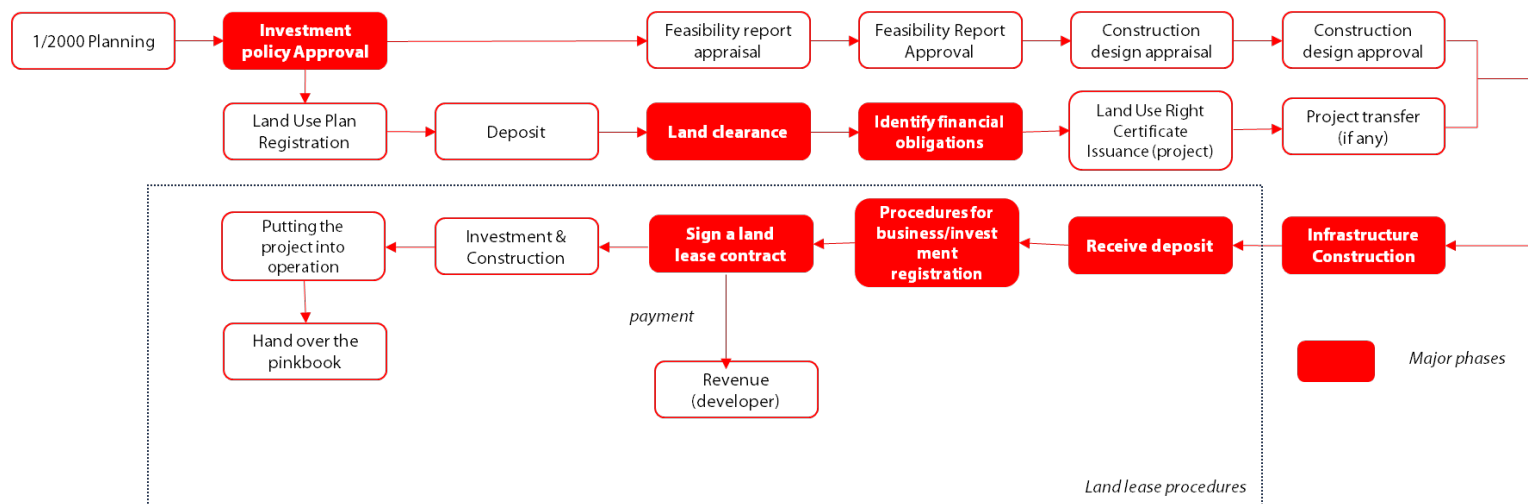 1/2000 Planning
Investment
policy Approval
Feasibility report
appraisal
Feasibility Report
Approval
Construction
design appraisal
Construction
design approval
Land Use Plan
Registration
Deposit
Land clearance
Identify financial
obligations
Land Use Right
Certificate
Issuance (project)
Project transfer
(if any)
Putting the
project into
operation
Investment &
Construction
Sign a land
lease contract
Procedures for
business/invest
ment
registration
Receive deposit
Infrastructure
Construction
payment
Hand over the
pinkbook
Revenue
(developer)
Major phases
Land lease procedures